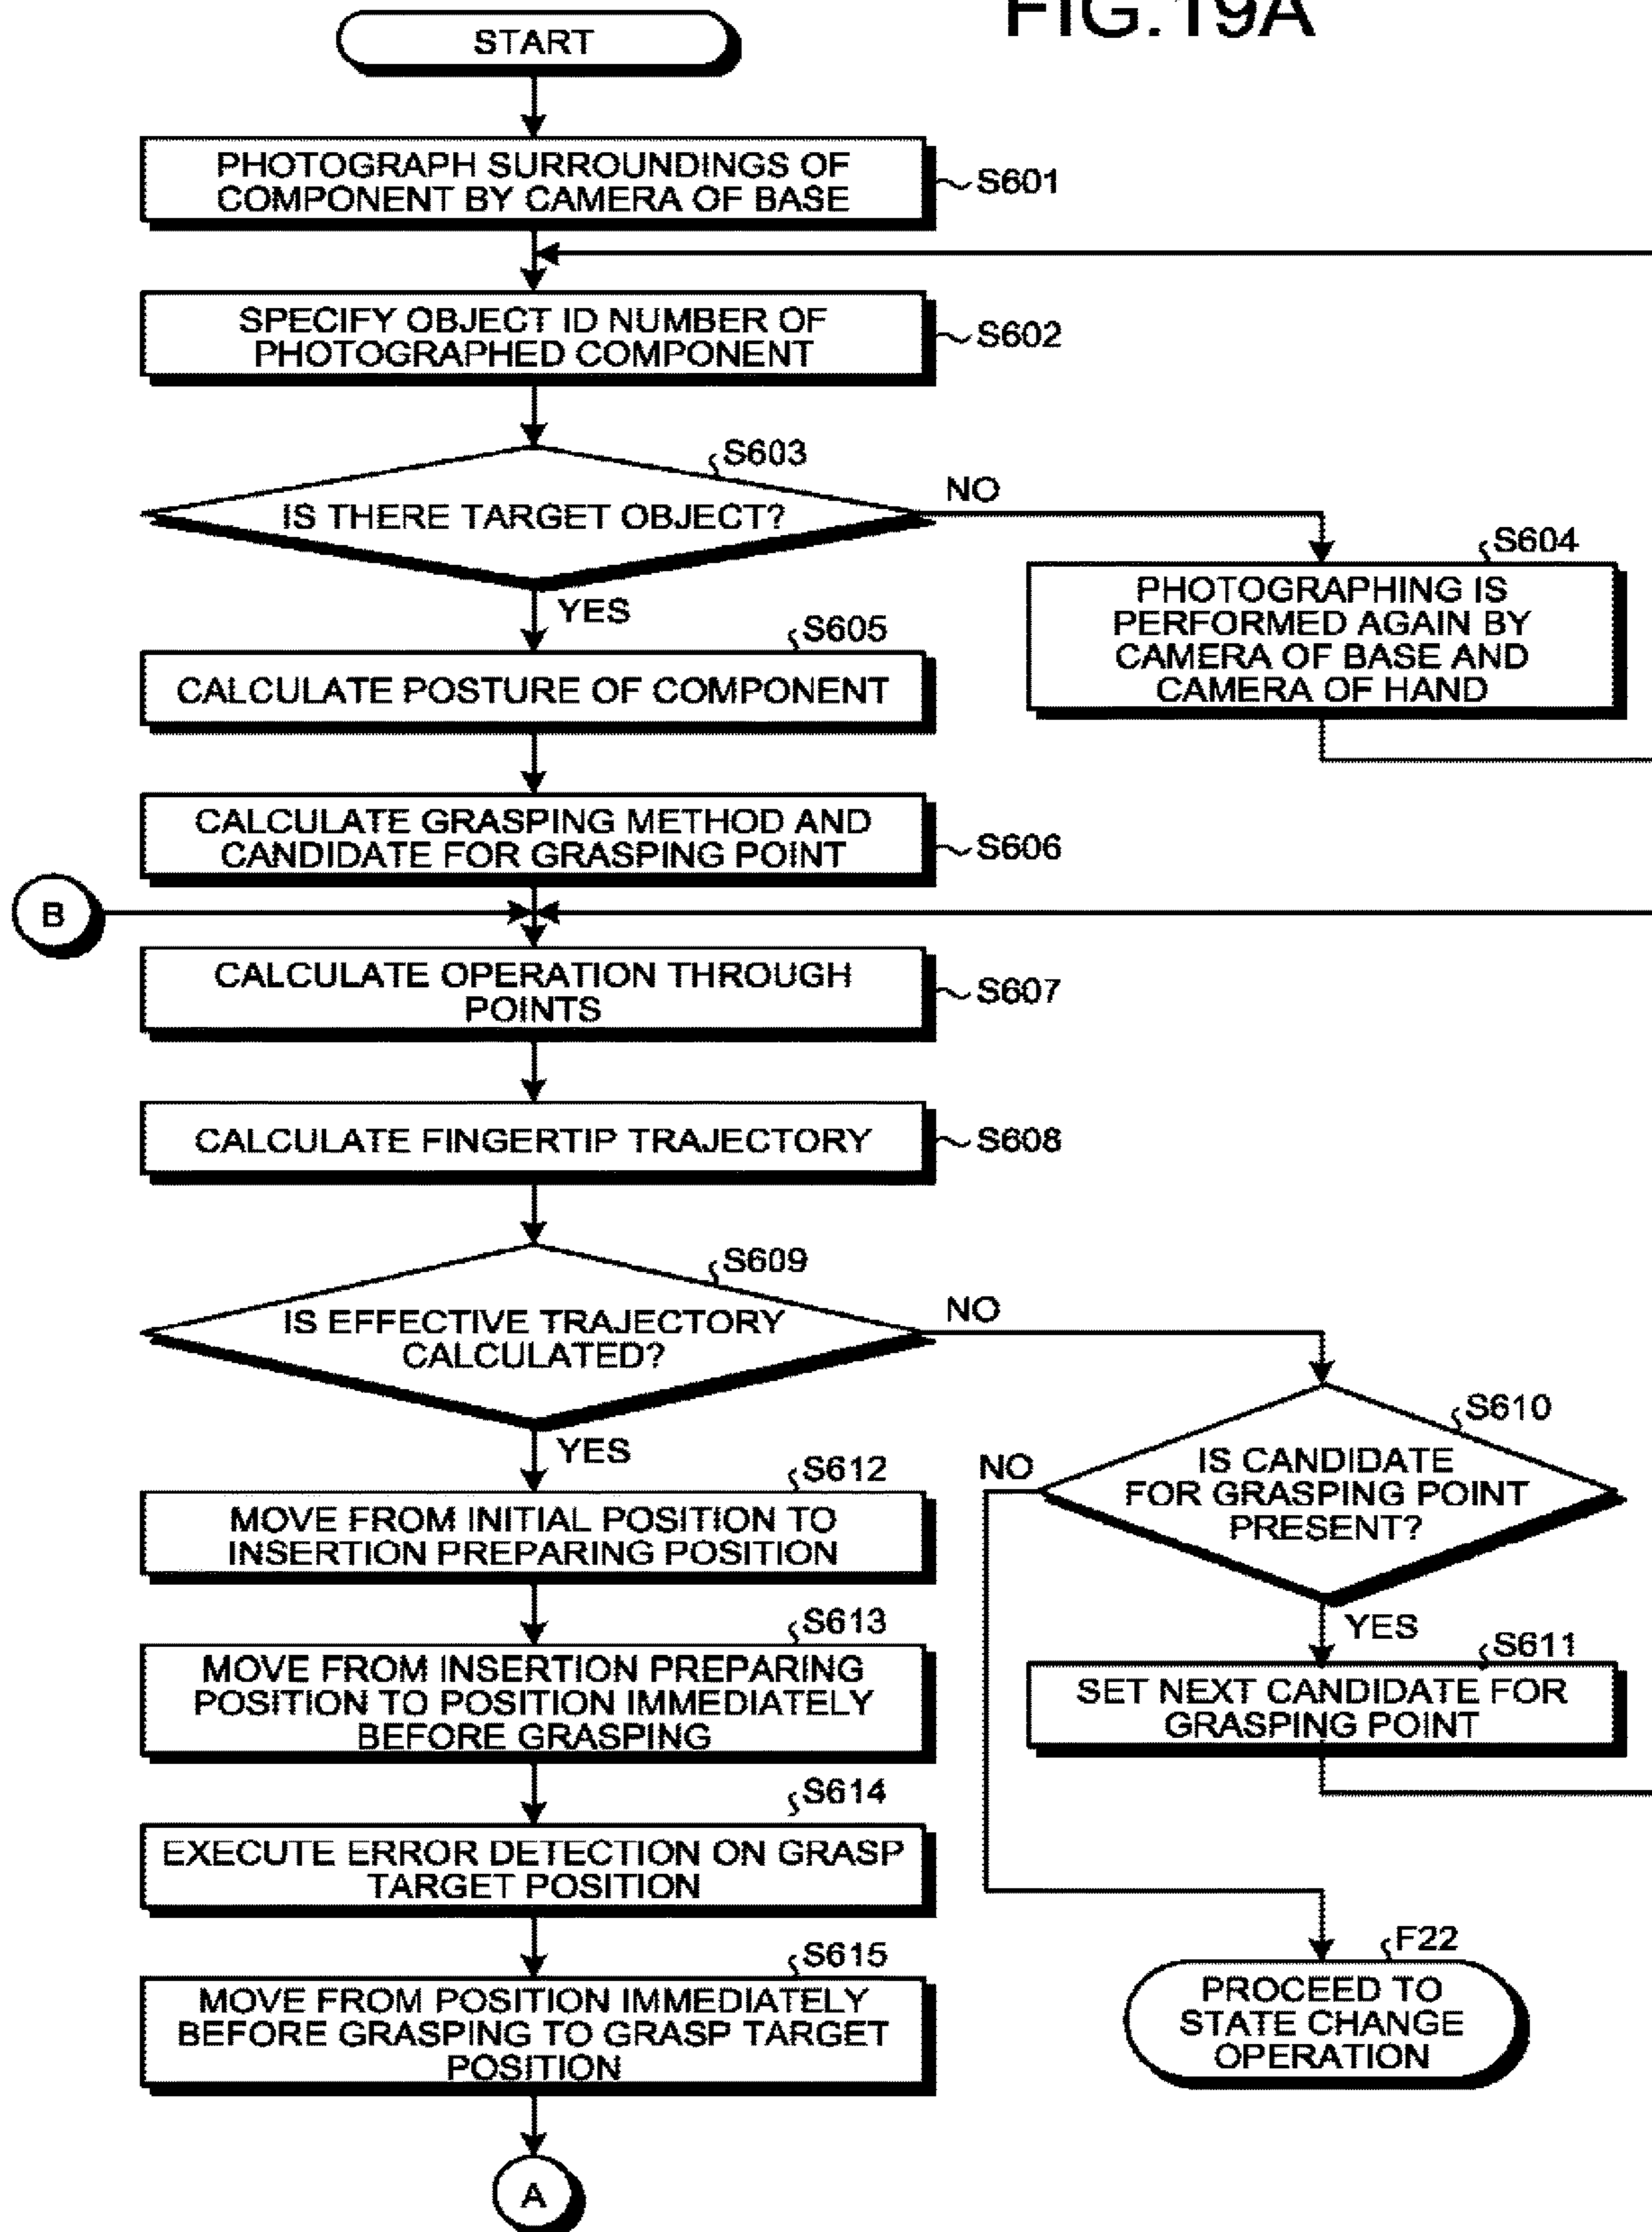 FIG.19A
START
PHOTOGRAPH SURROUNDINGS OF
COMPONENT BY CAMERA OF BASE
S601
SPECIFY OBJECT ID NUMBER OF
PHOTOGRAPHED COMPONENT
S602
S603
IS THERE TARGET OBJECT?
NO
YES
S604
PHOTOGRAPHING IS
PERFORMED AGAIN BY
CAMERA OF BASE AND
CAMERA OF HAND
S605
CALCULATE POSTURE OF COMPONENT
CALCULATE GRASPING METHOD AND
CANDIDATE FOR GRASPING POINT
S606
B
CALCULATE OPERATION THROUGH
POINTS
S607
CALCULATE FINGERTIP TRAJECTORY
S608
S609
IS EFFECTIVE TRAJECTORY
CALCULATED?
NO
YES
S610
IS CANDIDATE
FOR GRASPING POINT
PRESENT?
NO
YES
S611
SET NEXT CANDIDATE FOR
GRASPING POINT
S612
MOVE FROM INITIAL POSITION TO
INSERTION PREPARING POSITION
S613
MOVE FROM INSERTION PREPARING
POSITION TO POSITION IMMEDIATELY
BEFORE GRASPING
S614
EXECUTE ERROR DETECTION ON GRASP
TARGET POSITION
S615
MOVE FROM POSITION IMMEDIATELY
BEFORE GRASPING TO GRASP TARGET
POSITION
F22
PROCEED TO
STATE CHANGE
OPERATION
A